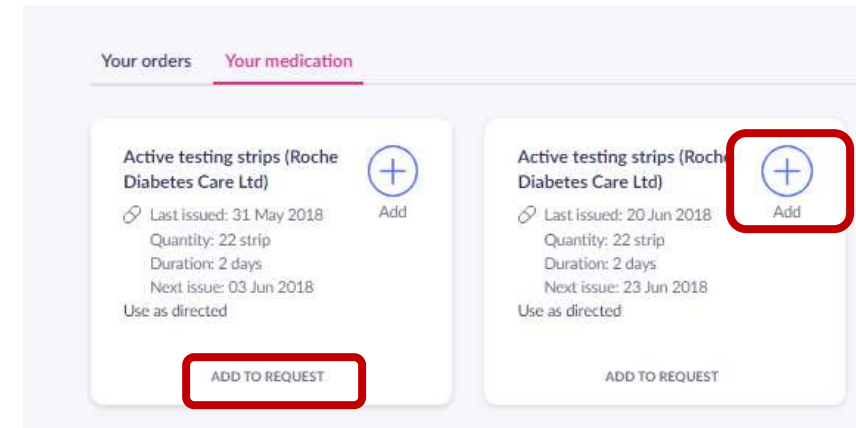 Your orders Your medication
Active testing strips (Roche
Diabetes Care Ltd)
Add
Last issued: 31 May 2018
Quantity: 22 strip
Duration: 2 days
Next issue: 03 Jun 2018
Use as directed
ADD TO REQUEST
Active testing strips (Roche
Diabetes Care Ltd)
Add
Last issued: 20 Jun 2018
Quantity: 22 strip
Duration: 2 days
Next issue: 23 Jun 2018
Use as directed
ADD TO REQUEST